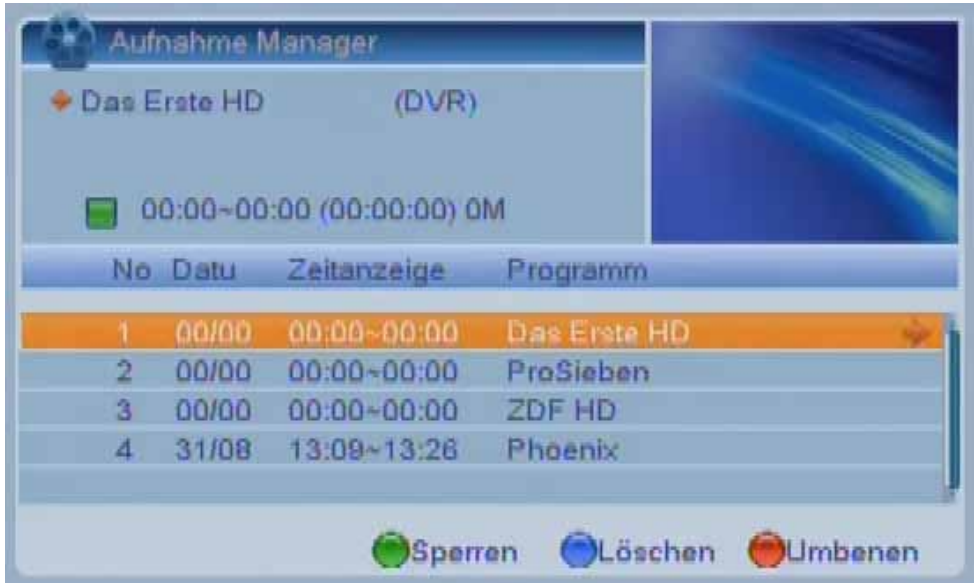 Aufnahme Manager
Das Erste HD (DVR)
00:00~00:00 (00:00:00) 0M
No Datu Zeitanzeige Programm
1 00/00 00:00~00:00 Das Erste HD
2 00/00 00:00~00:00 ProSieben
3 00/00 00:00~00:00 ZDF HD
4 31/08 13:09~13:26 Phoenix
Sperren Löschen Umbenen